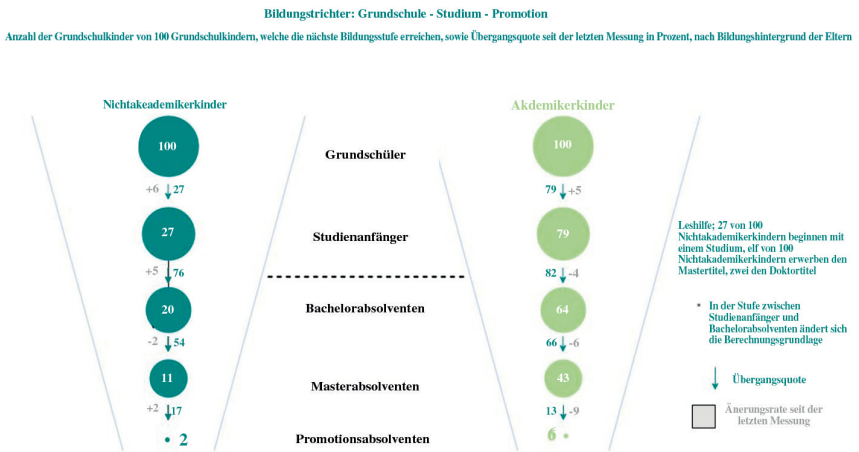 Bildungstrichter: Grundschule - Studium - Promotion
Anzahl der Grundschulkinder von 100 Grundschulkindern, welche die nächste Bildungsstufe erreichen, sowie Übergangsquote seit der letzten Messung in Prozent, nach Bildungshintergrund der Eltern
Nichtakeademikerkinder
Akdemikerkinder
100
Grundschüler
100
+6 27
79 +5
27
Studienanfänger
79
+5 76
82 -4
20
Bachelorabsolventen
64
-2 54
66 -6
11
Masterabsolventen
43
+2 17
13 -9
2
Promotionsabsolventen
6
Leshilfe; 27 von 100
Nichtakademikerkindern beginnen mit
einem Studium, elf von 100
Nichtakademikerkindern erwerben den
Mastertitel, zwei den Doktortitel
* In der Stufe zwischen
Studienanfänger und
Bachelorabsolventen ändert sich
die Berechnungsgrundlage
Übergangsquote
Änerungsrate seit der
letzten Messung